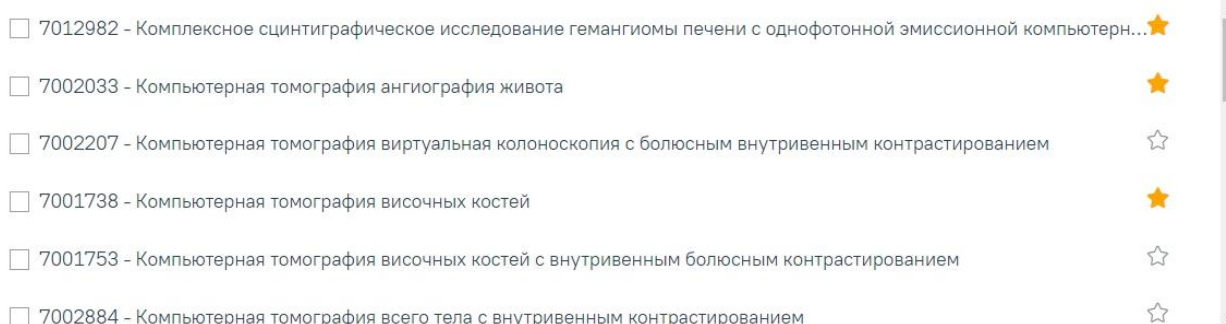 7012982 - Комплексное сцинтиграфическое исследование гемангиомы печени с однофотонной эмиссионной компьютерн...
7002033 - Компьютерная томография ангиография живота
7002207 - Компьютерная томография виртуальная колоноскопия с болюсным внутривенным контрастированием
7001738 - Компьютерная томография височных костей
7001753 - Компьютерная томография височных костей с внутривенным болюсным контрастированием
7002884 - Компьютерная томография всего тела с внутривенным контрастированием